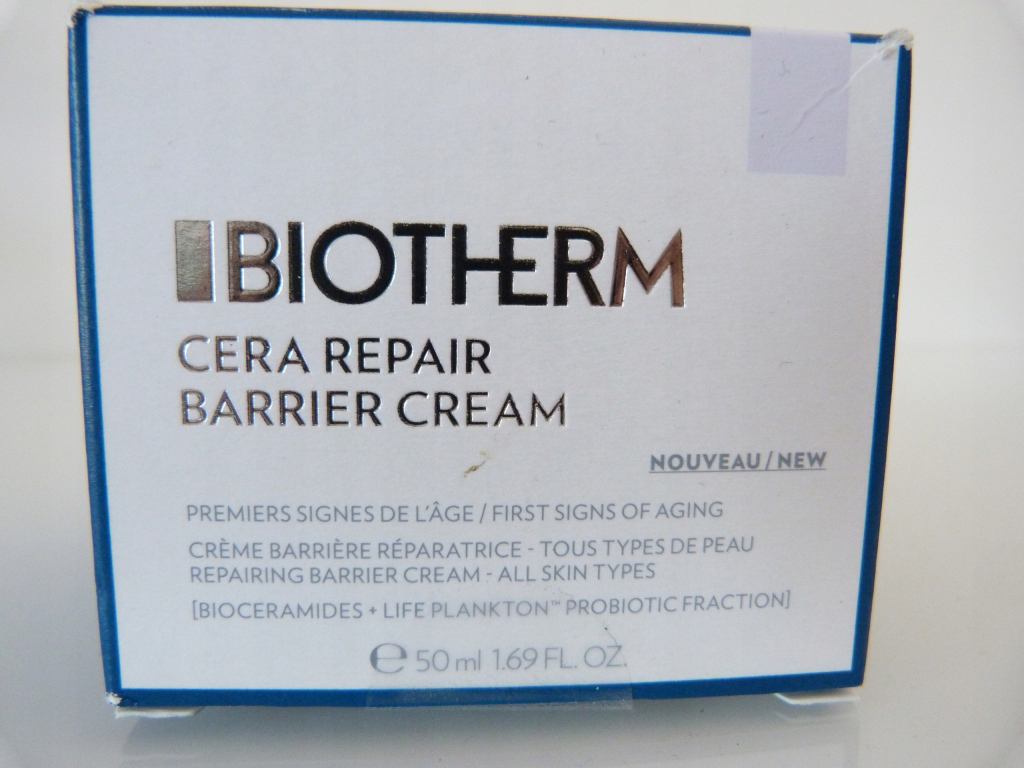 BIOTHERM
CERA REPAIR
BARRIER CREAM
NOUVEAU / NEW
PREMIERS SIGNES DE L'ÂGE / FIRST SIGNS OF AGING
CRÈME BARRIÈRE RÉPARATRICE - TOUS TYPES DE PEAU
REPAIRING BARRIER CREAM - ALL SKIN TYPES
[BIOCERAMIDES + LIFE PLANKTON™ PROBIOTIC FRACTION]
℮ 50 ml 1.69 FL. OZ.